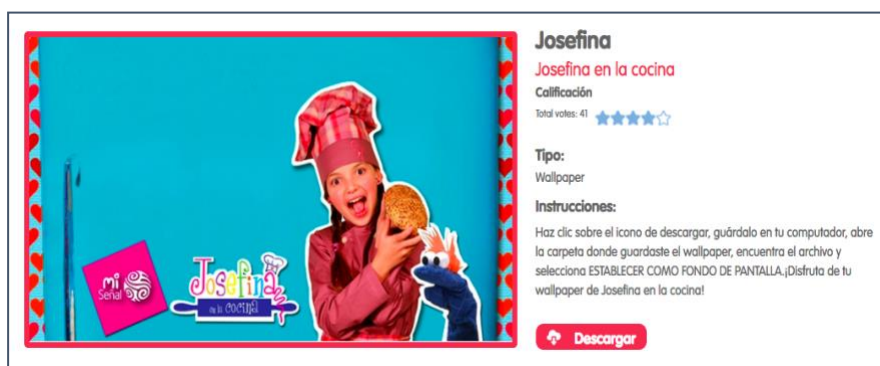 Josefina
Josefina en la cocina
Calificación
Total votes: 41
Tipo:
Wallpaper
Instrucciones:
Haz clic sobre el icono de descargar, guárdalo en tu computador, abre
la carpeta donde guardaste el wallpaper, encuentra el archivo y
selecciona ESTABLECER COMO FONDO DE PANTALLA.¡Disfruta de tu
wallpaper de Josefina en la cocina!
Descargar
mi
Señal
Josefina
en la cocina